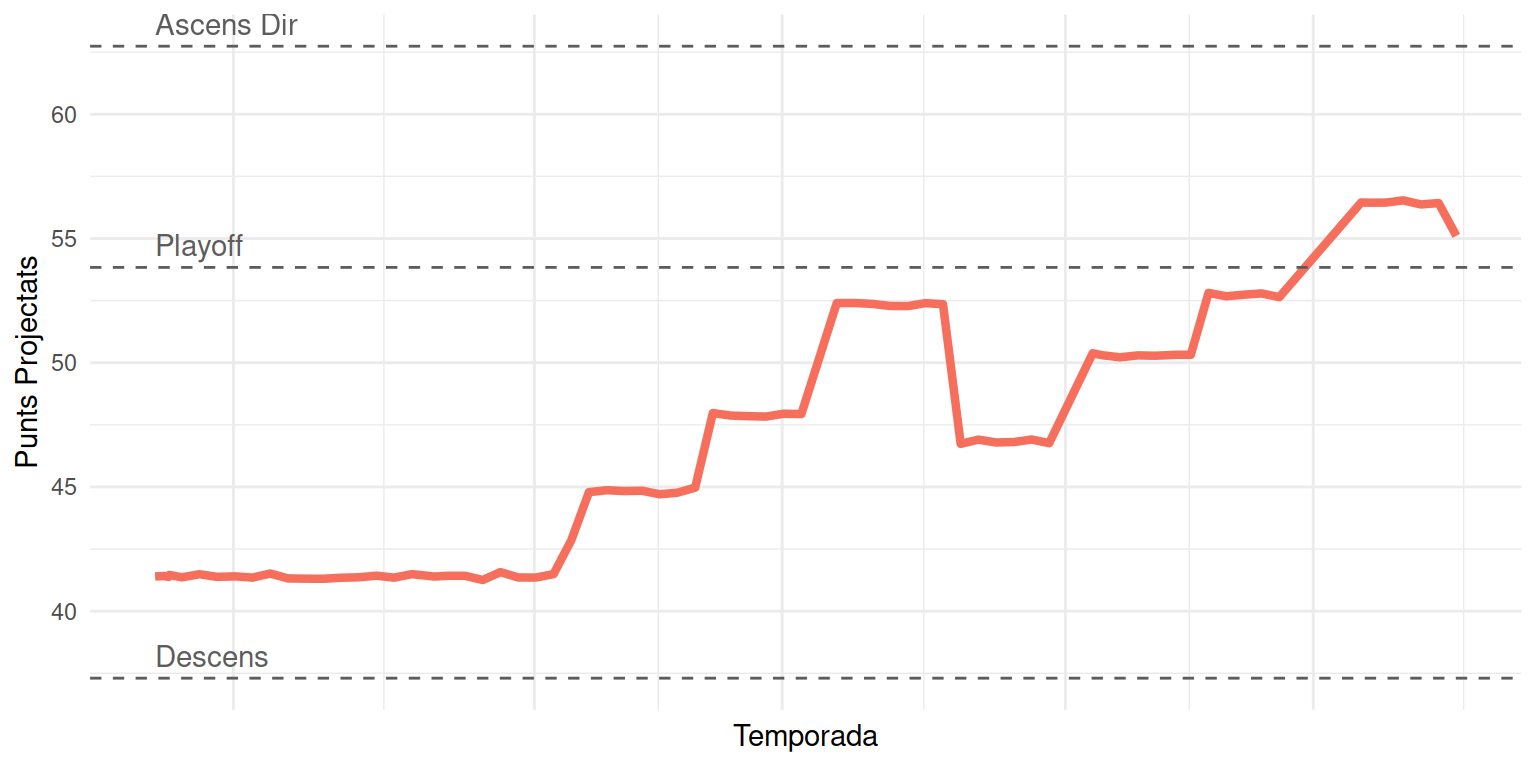 Ascens Dir
60
Playoff
55
50
45
40
Descens
Punts Projectats
Temporada